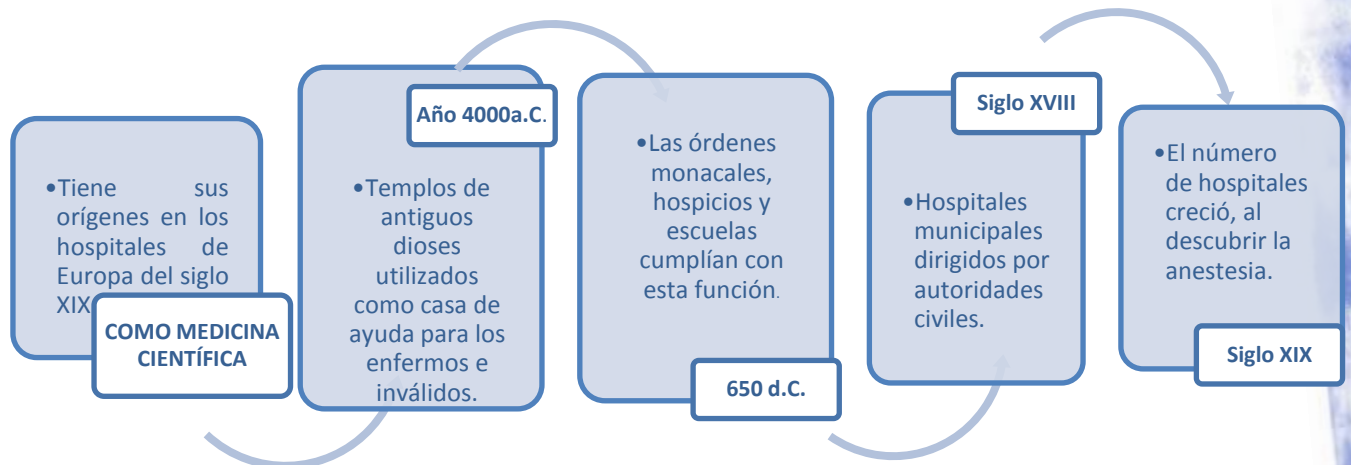 •Tiene sus
orígenes en los
hospitales de
Europa del siglo
XIX
COMO MEDICINA
CIENTÍFICA
Año 4000a.C.
•Templos de
antiguos
dioses
utilizados
como casa de
ayuda para los
enfermos e
inválidos.
•Las órdenes
monacales,
hospicios y
escuelas
cumplían con
esta función.
650 d.C.
Siglo XVIII
•Hospitales
municipales
dirigidos por
autoridades
civiles.
•El número
de hospitales
creció, al
descubrir la
anestesia.
Siglo XIX